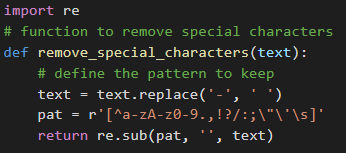 import re
# function to remove special characters
def remove_special_characters(text):
    # define the pattern to keep
    text = text.replace('-', ' ')
    pat = r'[^a-zA-z0-9.,!?/:;\"\'\s]'
    return re.sub(pat, '', text)